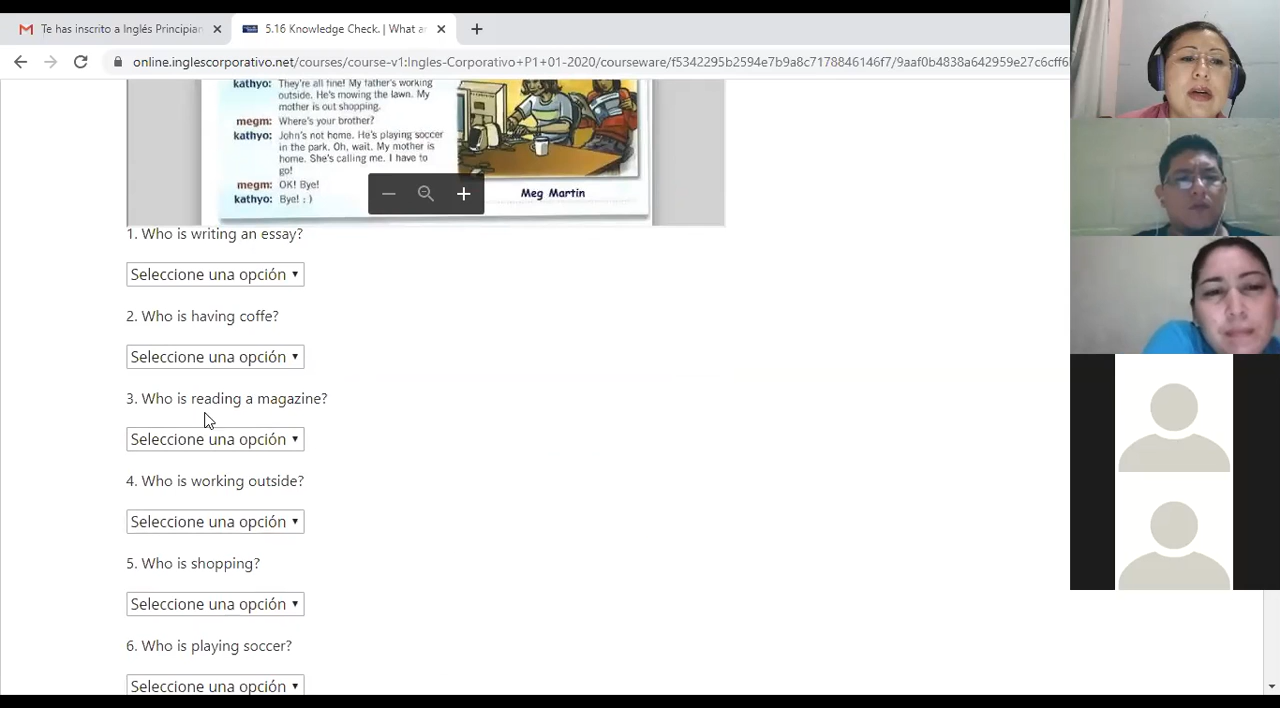 Te has inscrito a Inglés Principian
5.16 Knowledge Check. | What ar
online.inglescorporativo.net/courses/course-v1:Ingles-Corporativo+P1+01-2020/courseware/f5342295b2594e7b9a8c7178846146f7/9aaf0b4838a642959e27c6cff6
kathyo: They're all fine! My father's working
outside. He's mowing the lawn. My
mother is out shopping.
megm: Where's your brother?
kathyo: John's not home. He's playing soccer
in the park. Oh, wait. My mother is
home. She's calling me. I have to
go!
megm: OK! Bye!
kathyo: Bye! : )
Meg Martin
1. Who is writing an essay?
Seleccione una opción
2. Who is having coffe?
Seleccione una opción
3. Who is reading a magazine?
Seleccione una opción
4. Who is working outside?
Seleccione una opción
5. Who is shopping?
Seleccione una opción
6. Who is playing soccer?
Seleccione una opción